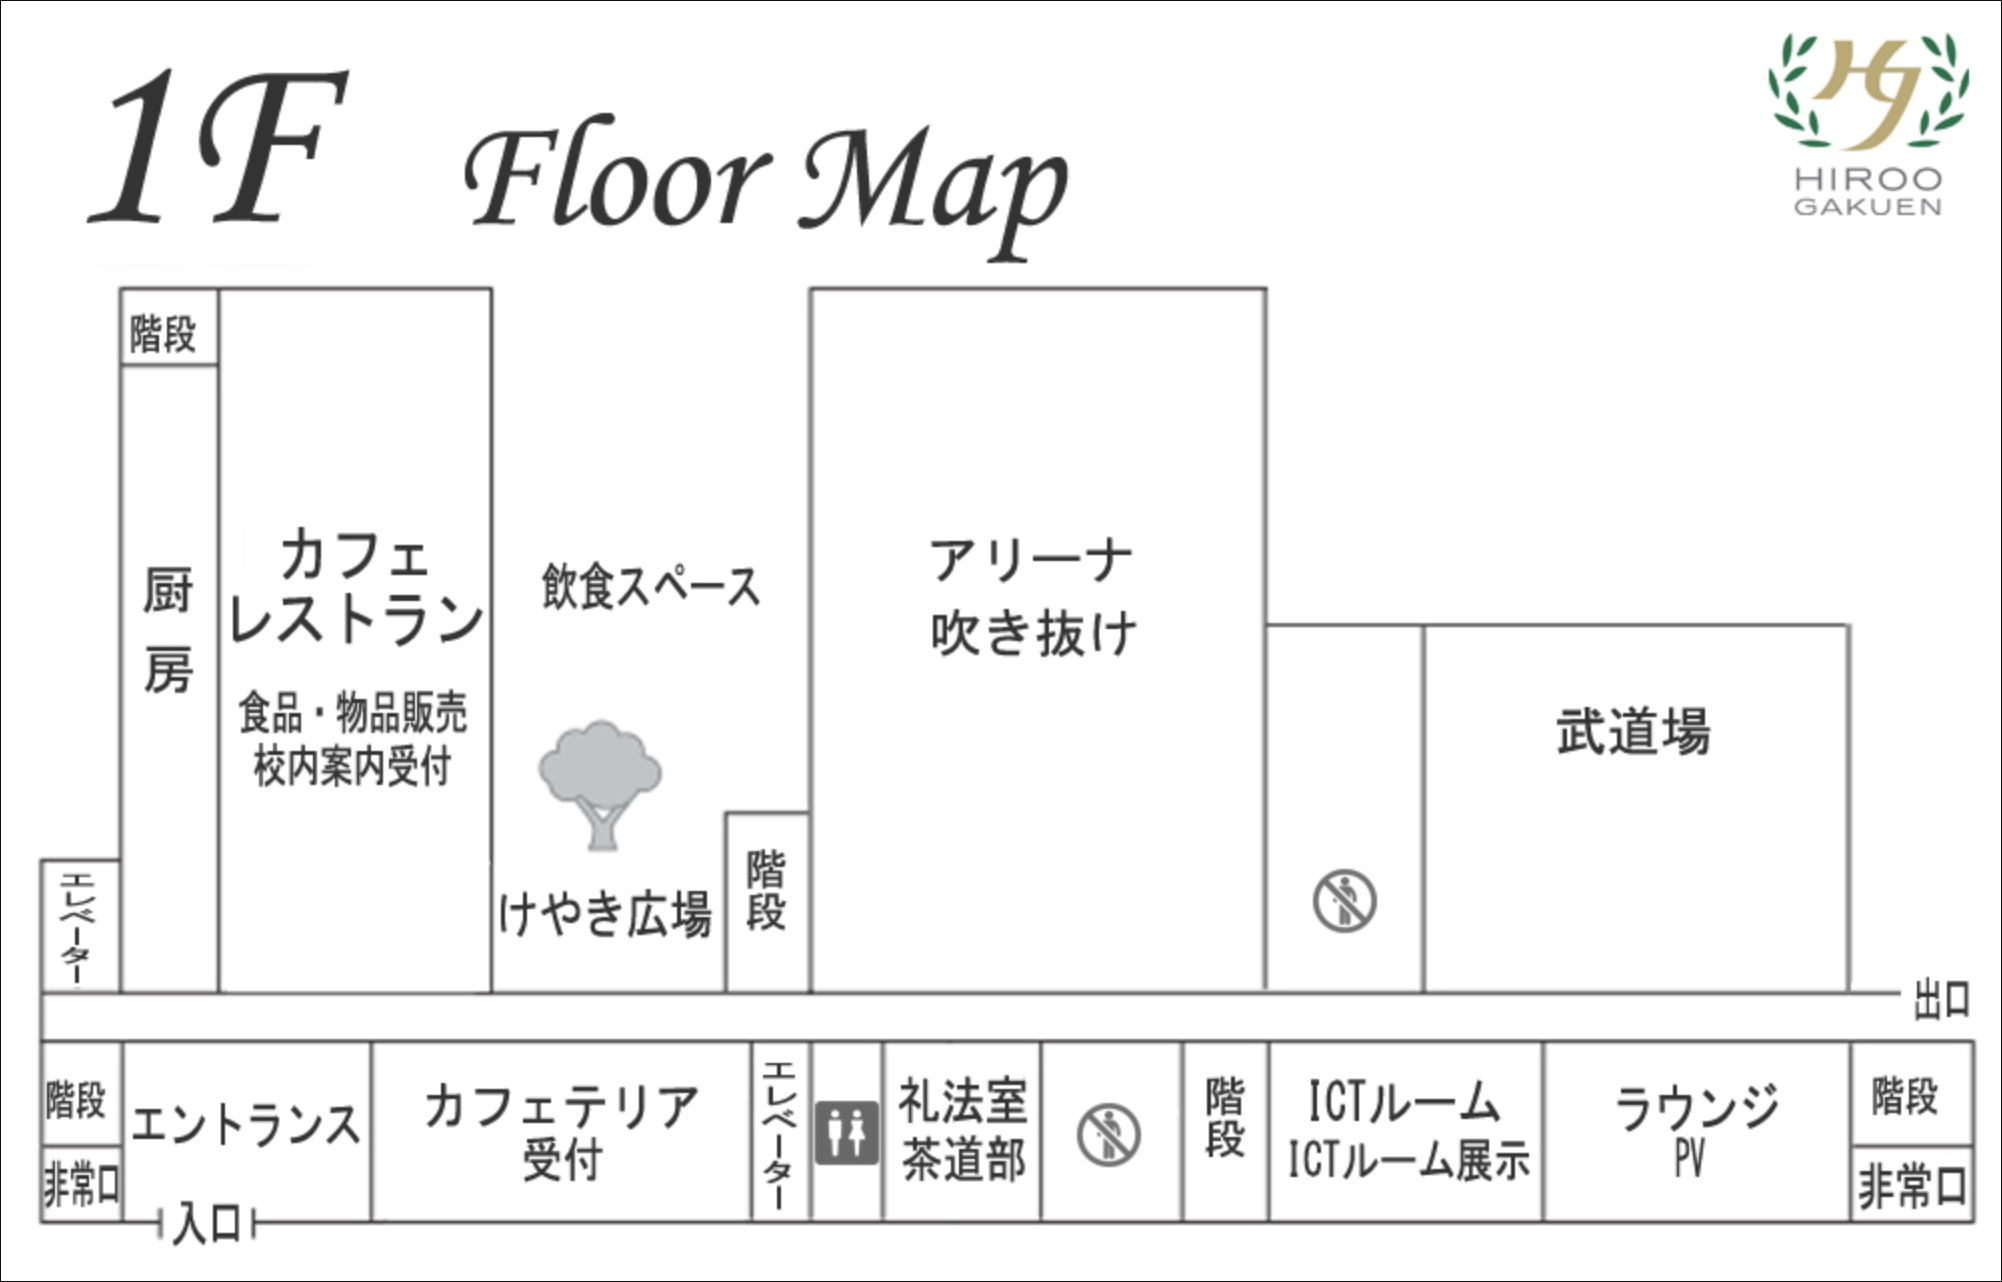 1F Floor Map
HIROO
GAKUEN
階段
厨房
カフェ
レストラン
食品・物品販売
校内案内受付
飲食スペース
けやき広場
階段
アリーナ
吹き抜け
武道場
エレベーター
出口
階段
非常口
エントランス
入口
カフェテリア
受付
エレベーター
礼法室
茶道部
階段
ICTルーム
ICTルーム展示
ラウンジ
PV
階段
非常口